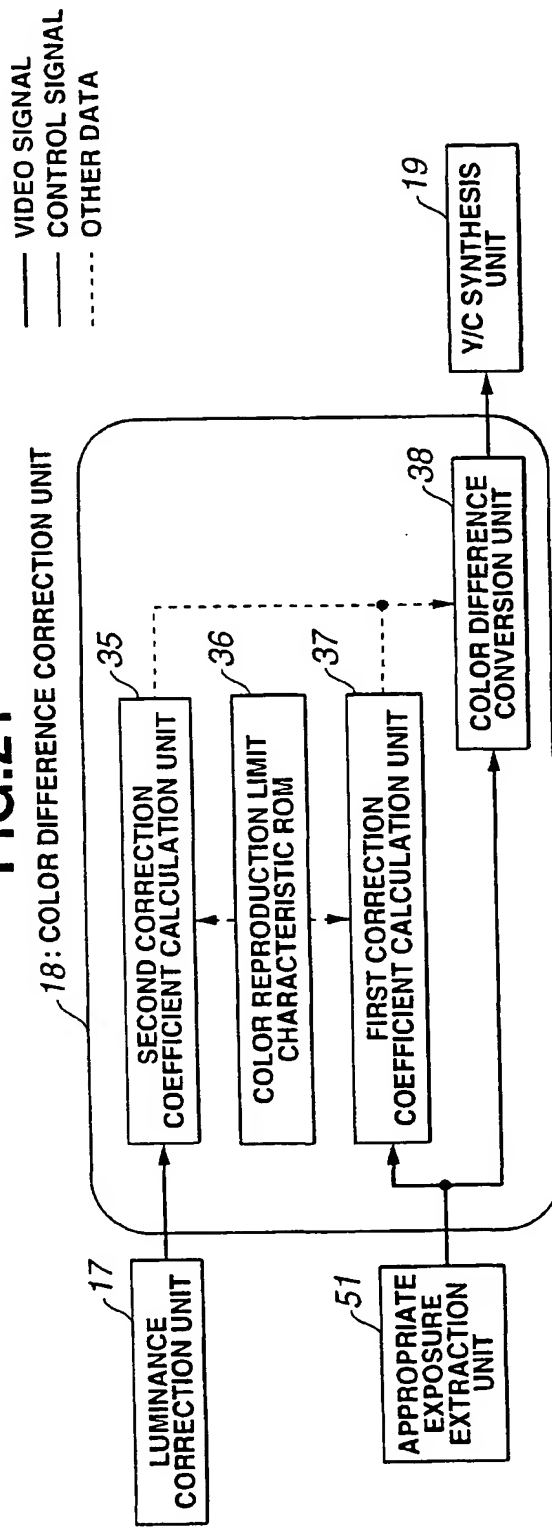 FIG.21
VIDEO SIGNAL
CONTROL SIGNAL
OTHER DATA
18: COLOR DIFFERENCE CORRECTION UNIT
17
LUMINANCE
CORRECTION UNIT
35
SECOND CORRECTION
COEFFICIENT CALCULATION UNIT
36
COLOR REPRODUCTION LIMIT
CHARACTERISTIC ROM
37
FIRST CORRECTION
COEFFICIENT CALCULATION UNIT
51
APPROPRIATE
EXPOSURE
EXTRACTION
UNIT
38
COLOR DIFFERENCE
CONVERSION UNIT
19
Y/C SYNTHESIS
UNIT